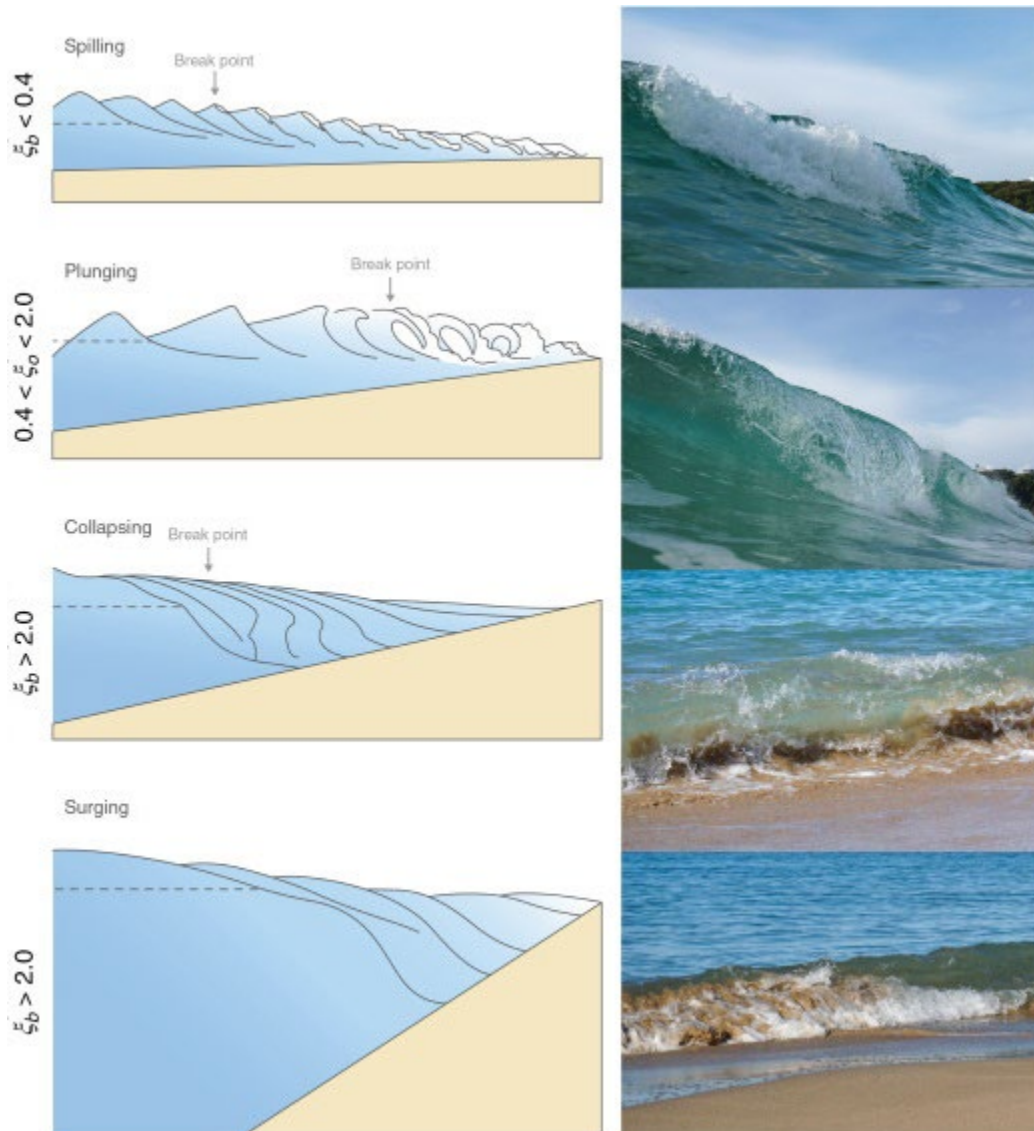 Spilling
Break point
ξb < 0.4
Plunging
Break point
0.4 < ξb < 2.0
Collapsing
Break point
ξb > 2.0
Surging
ξb > 2.0